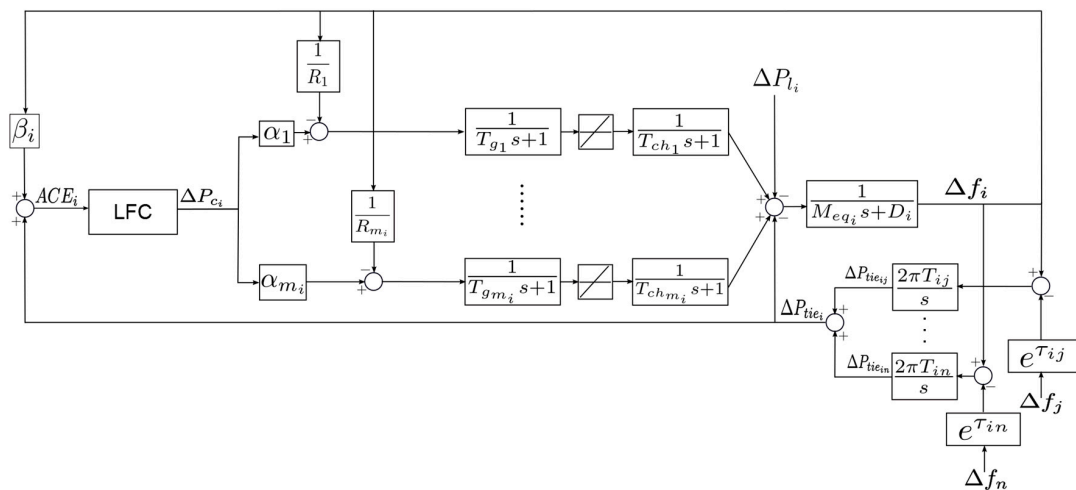 1/R_1
ΔP_{l_i}
β_i
α_1
− +
1/(T_{g_1} s+1)
1/(T_{ch_1} s+1)
+ +
ACE_i
LFC
ΔP_{c_i}
1/R_{m_i}
+ + − −
1/(M_{eq_i} s+D_i)
Δf_i
α_{m_i}
− +
1/(T_{g_{m_i}} s+1)
1/(T_{ch_{m_i}} s+1)
ΔP_{tie_{ij}}
2πT_{ij}/s
+ −
ΔP_{tie_i}
+ +
ΔP_{tie_{in}}
2πT_{in}/s
+ −
e^{τ_{ij}}
Δf_j
e^{τ_{in}}
Δf_n